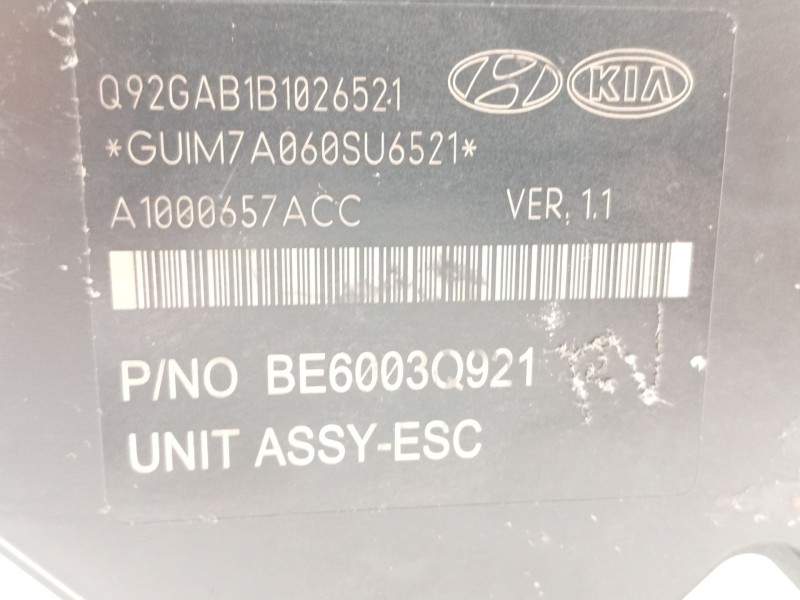 Q92GAB1B1026521
KIA
*GUIM7A060SU6521*
A1000657ACC VER. 1.1
P/NO BE6003Q921
UNIT ASSY-ESC